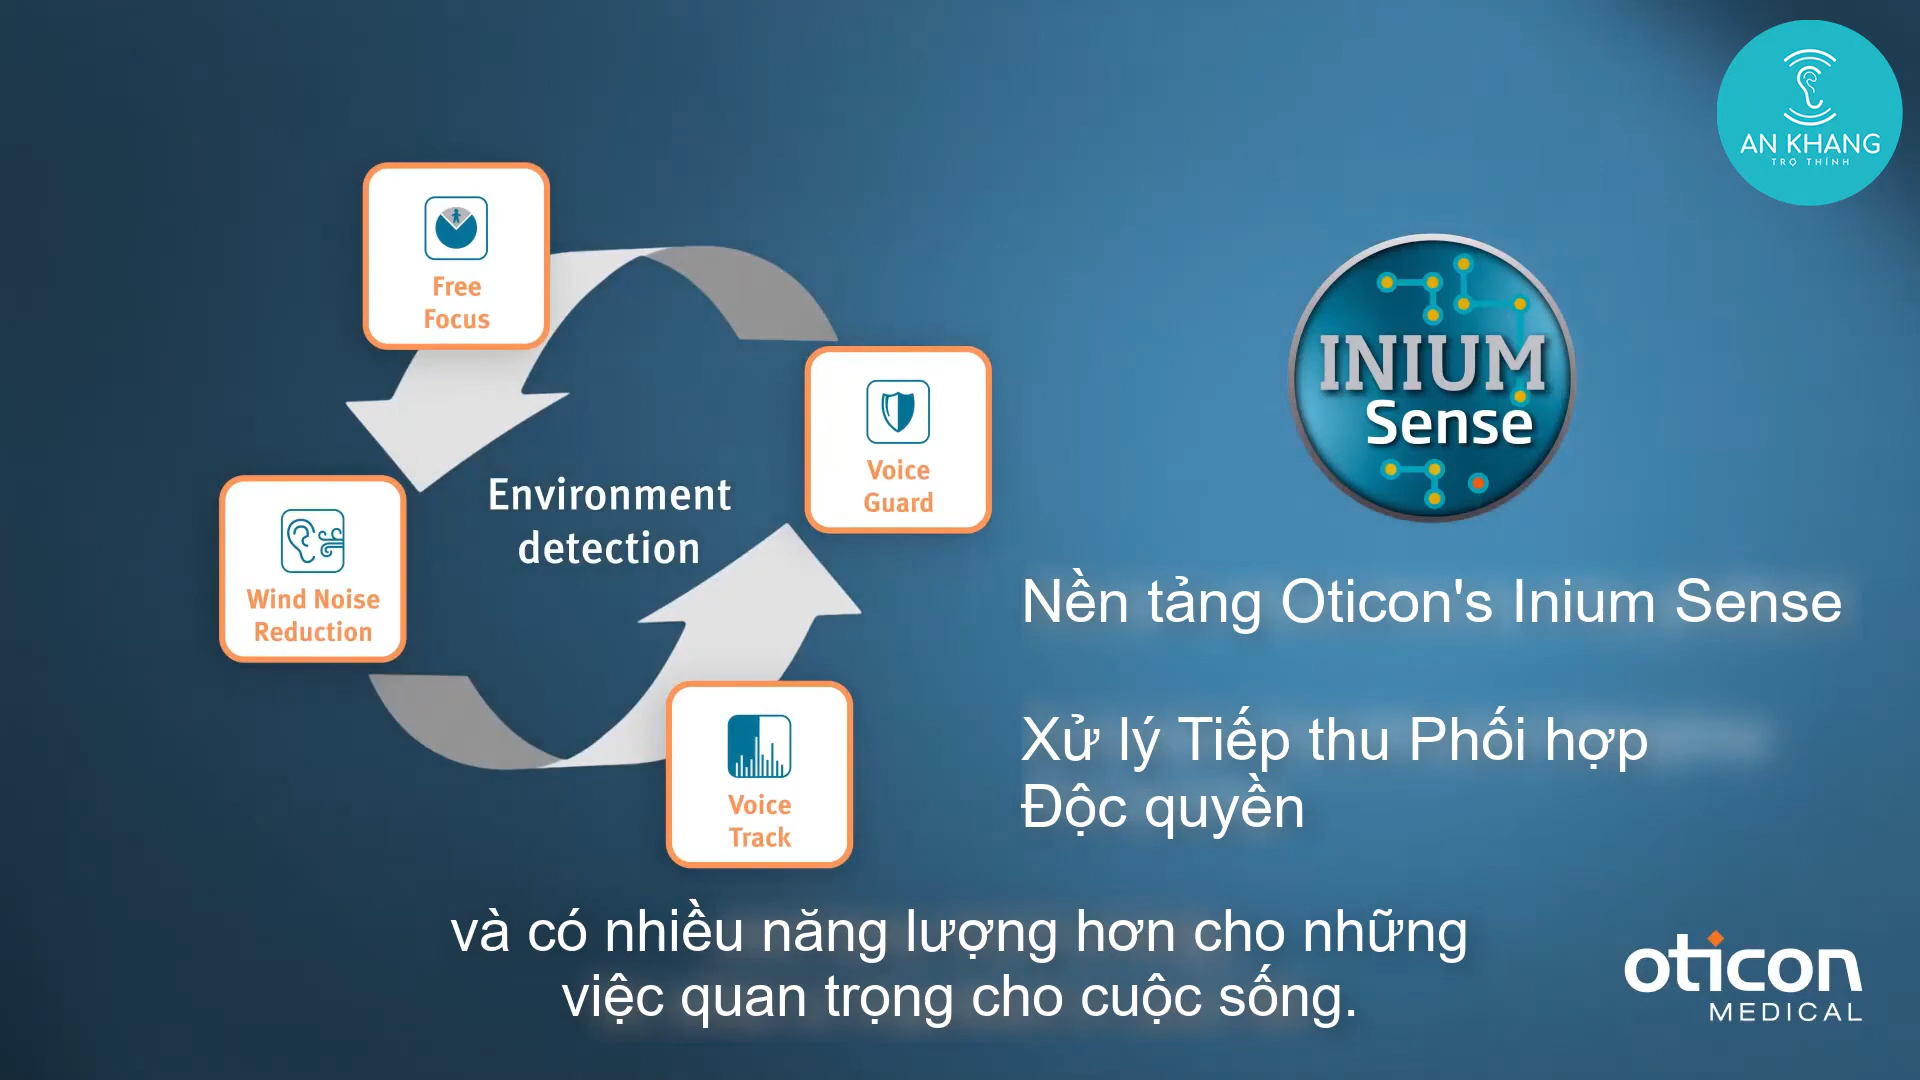 AN KHANG
TRỢ THÍNH
Free
Focus
Voice
Guard
Environment
detection
Wind Noise
Reduction
Voice
Track
INIUM
Sense
Nền tảng Oticon's Inium Sense
Xử lý Tiếp thu Phối hợp
Độc quyền
và có nhiều năng lượng hơn cho những
việc quan trọng cho cuộc sống.
oticon
MEDICAL